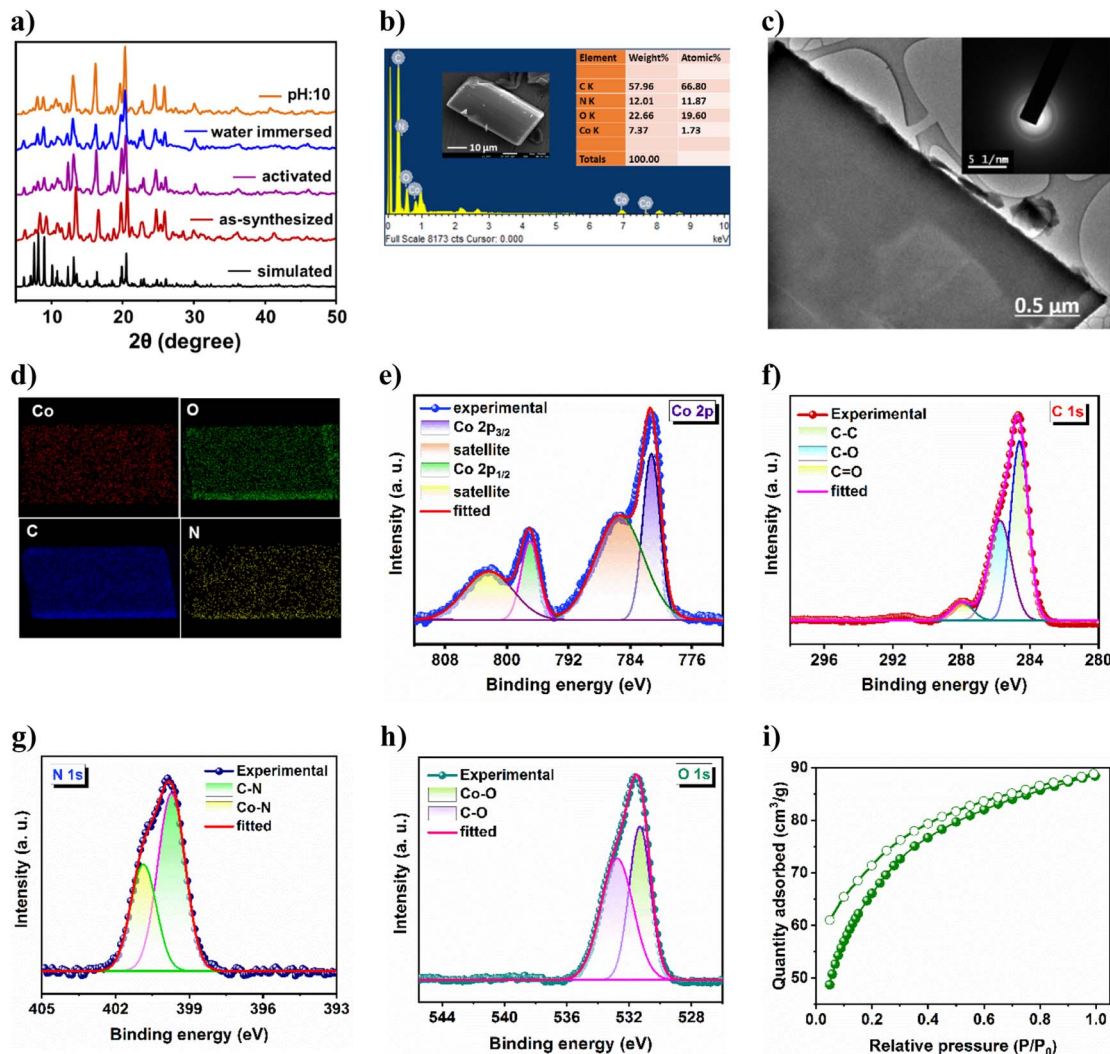 a)
pH:10
water immersed
activated
as-synthesized
simulated
10 20 30 40 50
2θ (degree)
b)
Element Weight% Atomic%
C K 57.96 66.80
N K 12.01 11.87
O K 22.66 19.60
Co K 7.37 1.73
Totals 100.00
10 µm
C
N
O
Co
Co
Co
0 1 2 3 4 5 6 7 8 9 10
Full Scale 8173 cts Cursor: 0.000
keV
c)
5 1/nm
0.5 µm
d)
Co
O
C
N
e)
experimental
Co 2p3/2
satellite
Co 2p1/2
satellite
fitted
Co 2p
Intensity (a. u.)
808 800 792 784 776
Binding energy (eV)
f)
Experimental
C-C
C-O
C=O
fitted
C 1s
Intensity (a. u.)
296 292 288 284 280
Binding energy (eV)
g)
N 1s
Experimental
C-N
Co-N
fitted
Intensity (a. u.)
405 402 399 396 393
Binding energy (eV)
h)
Experimental
Co-O
C-O
fitted
O 1s
Intensity (a. u.)
544 540 536 532 528
Binding energy (eV)
i)
Quantity adsorbed (cm³/g)
90
80
70
60
50
0.0 0.2 0.4 0.6 0.8 1.0
Relative pressure (P/P0)